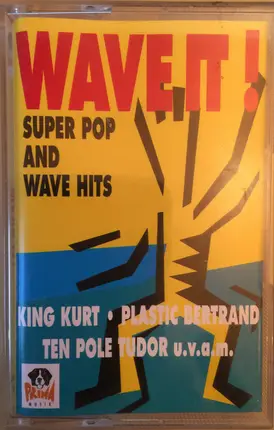 WAVE IT!
SUPER POP
AND
WAVE HITS
KING KURT • PLASTIC BERTRAND
TEN POLE TUDOR u.v.a.m.
PRIMA
MUSIC